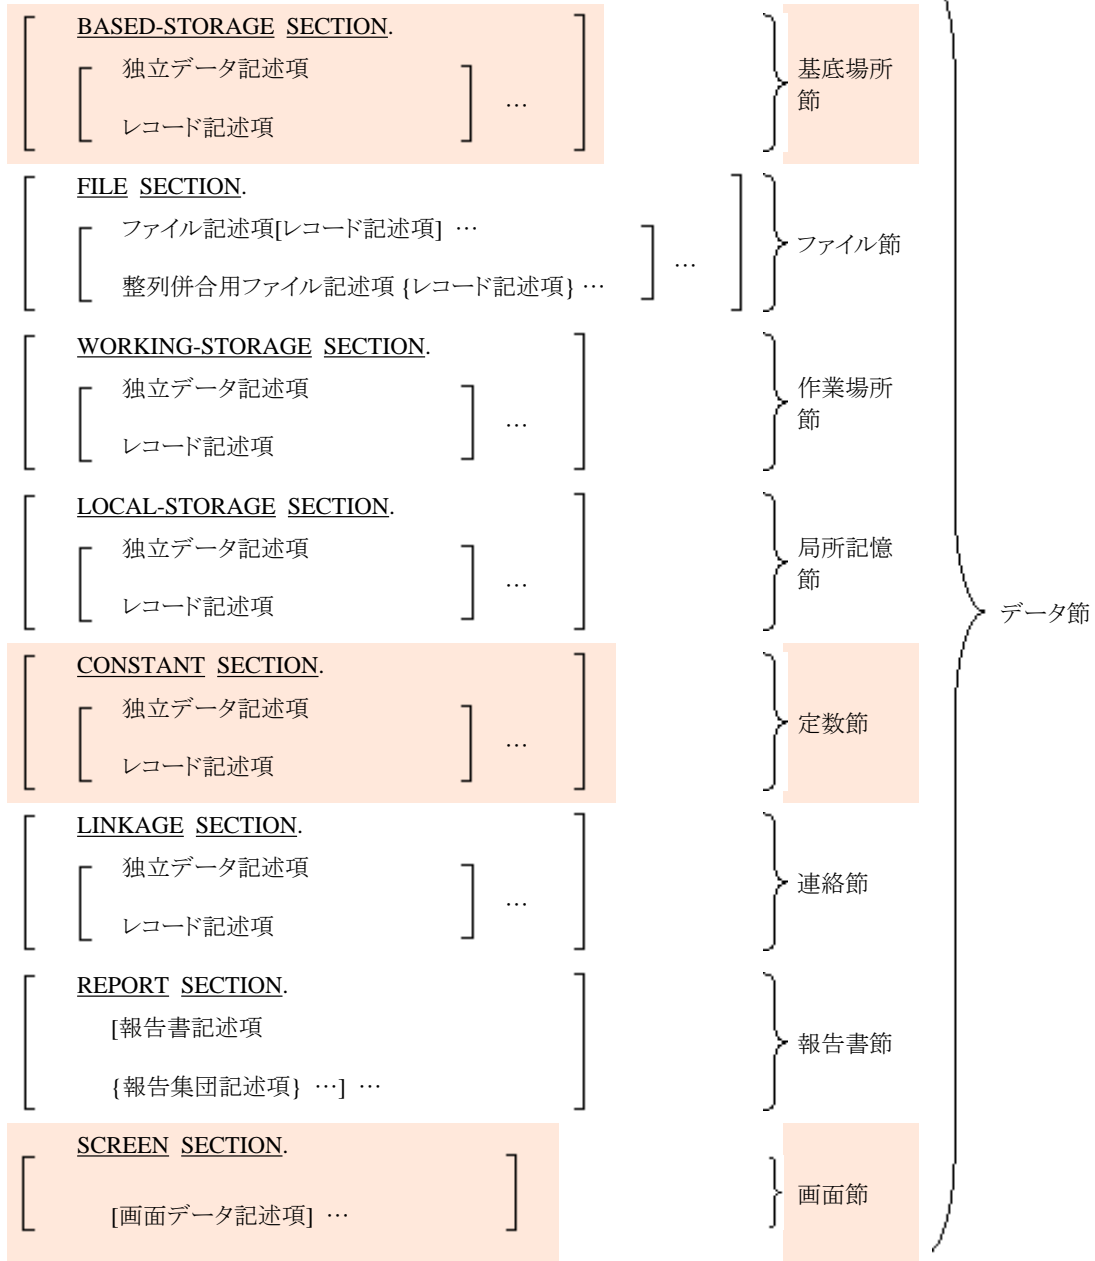 BASED-STORAGE SECTION.
独立データ記述項
…
レコード記述項
基底場所
節
FILE SECTION.
ファイル記述項[レコード記述項] …
…
整列併合用ファイル記述項 {レコード記述項} …
ファイル節
WORKING-STORAGE SECTION.
独立データ記述項
…
レコード記述項
作業場所
節
LOCAL-STORAGE SECTION.
独立データ記述項
…
レコード記述項
局所記憶
節
データ節
CONSTANT SECTION.
独立データ記述項
…
レコード記述項
定数節
LINKAGE SECTION.
独立データ記述項
…
レコード記述項
連絡節
REPORT SECTION.
[報告書記述項
{報告集団記述項} …] …
報告書節
SCREEN SECTION.
[画面データ記述項] …
画面節